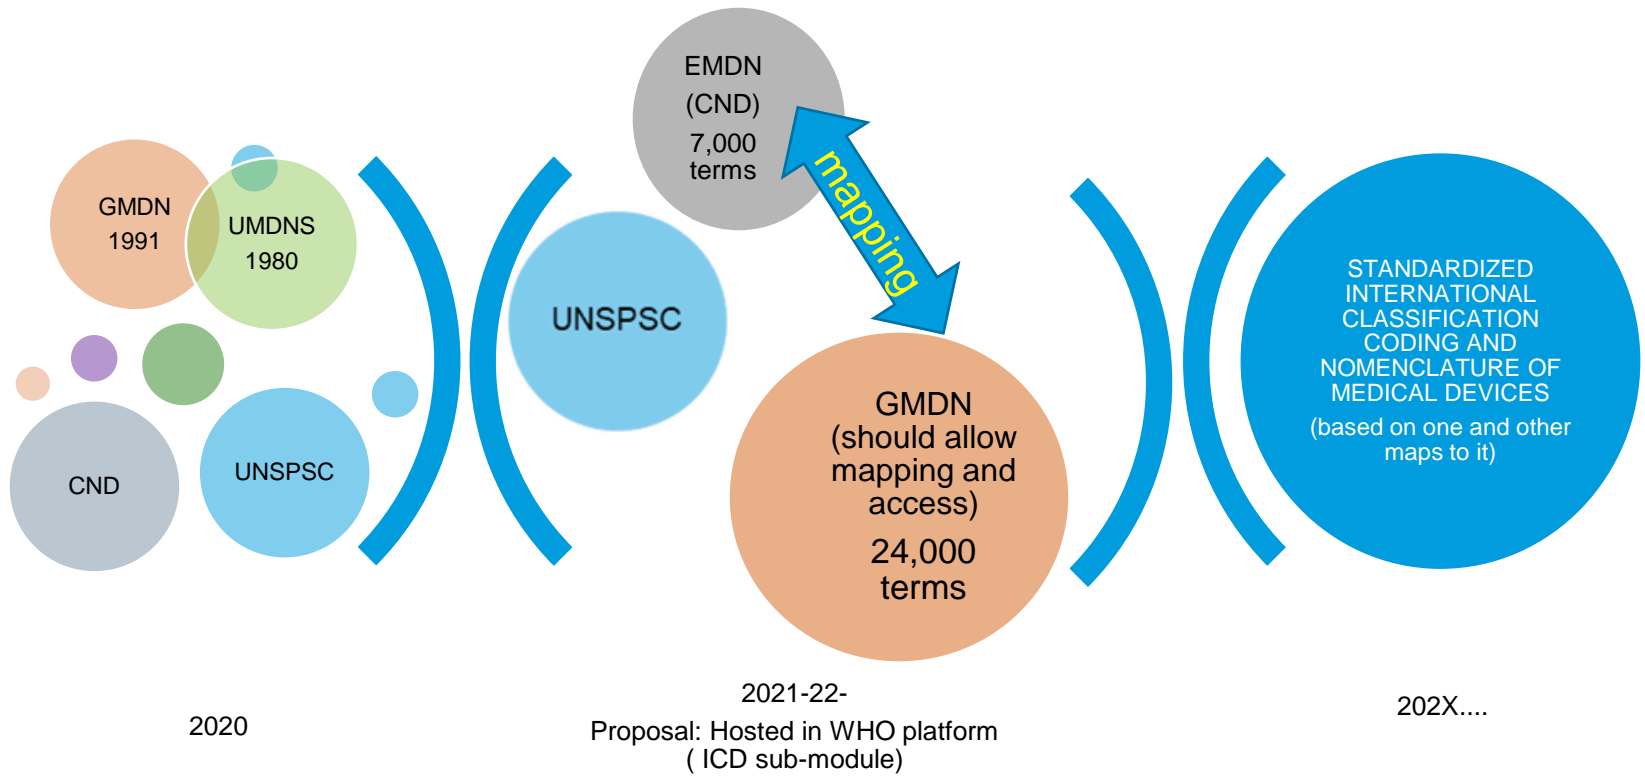 GMDN
1991
UMDNS
1980
CND
UNSPSC
2020
EMDN
(CND)
7,000
terms
mapping
UNSPSC
GMDN
(should allow
mapping and
access)
24,000
terms
2021-22-
Proposal: Hosted in WHO platform
( ICD sub-module)
STANDARDIZED
INTERNATIONAL
CLASSIFICATION
CODING AND
NOMENCLATURE OF
MEDICAL DEVICES
(based on one and other
maps to it)
202X....